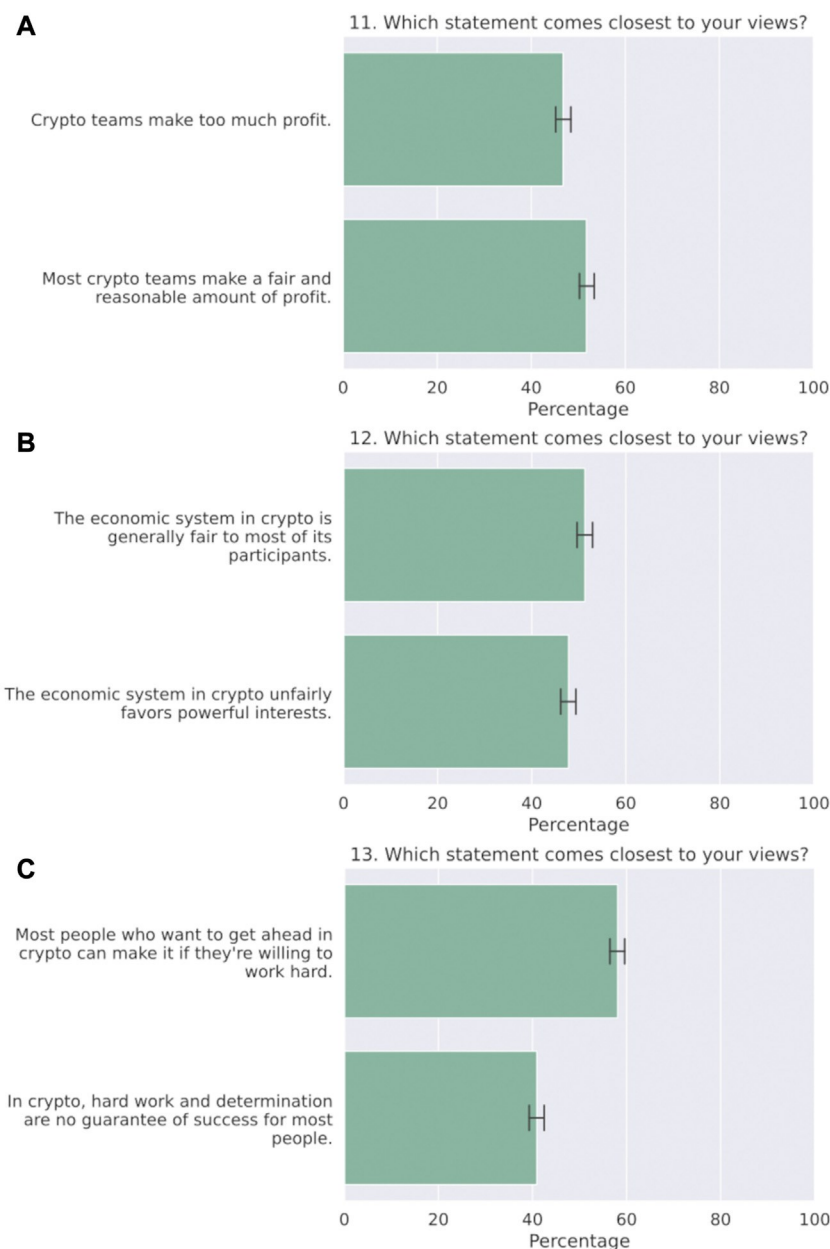 A
11. Which statement comes closest to your views?
Crypto teams make too much profit.
Most crypto teams make a fair and
reasonable amount of profit.
0 20 40 60 80 100
Percentage
B
12. Which statement comes closest to your views?
The economic system in crypto is
generally fair to most of its
participants.
The economic system in crypto unfairly
favors powerful interests.
0 20 40 60 80 100
Percentage
C
13. Which statement comes closest to your views?
Most people who want to get ahead in
crypto can make it if they're willing to
work hard.
In crypto, hard work and determination
are no guarantee of success for most
people.
0 20 40 60 80 100
Percentage